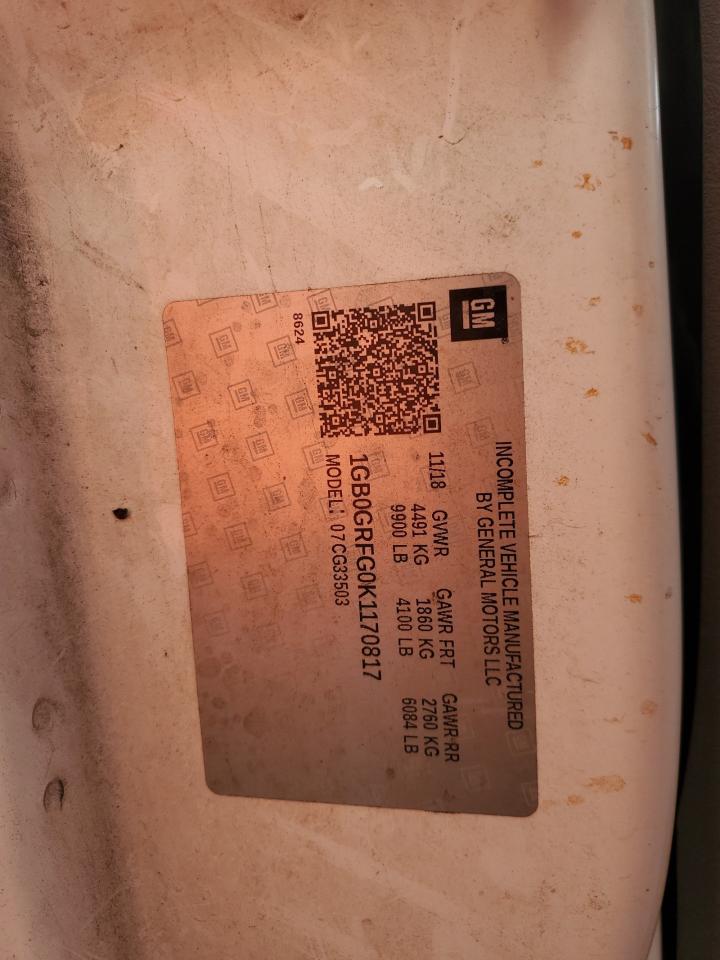 GM
INCOMPLETE VEHICLE MANUFACTURED
BY GENERAL MOTORS LLC
11/18 GVWR GAWR FRT GAWR RR
4491 KG 1860 KG 2760 KG
9900 LB 4100 LB 6084 LB
1GB0GRFG0K1170817
MODEL: 07CG33503
8624